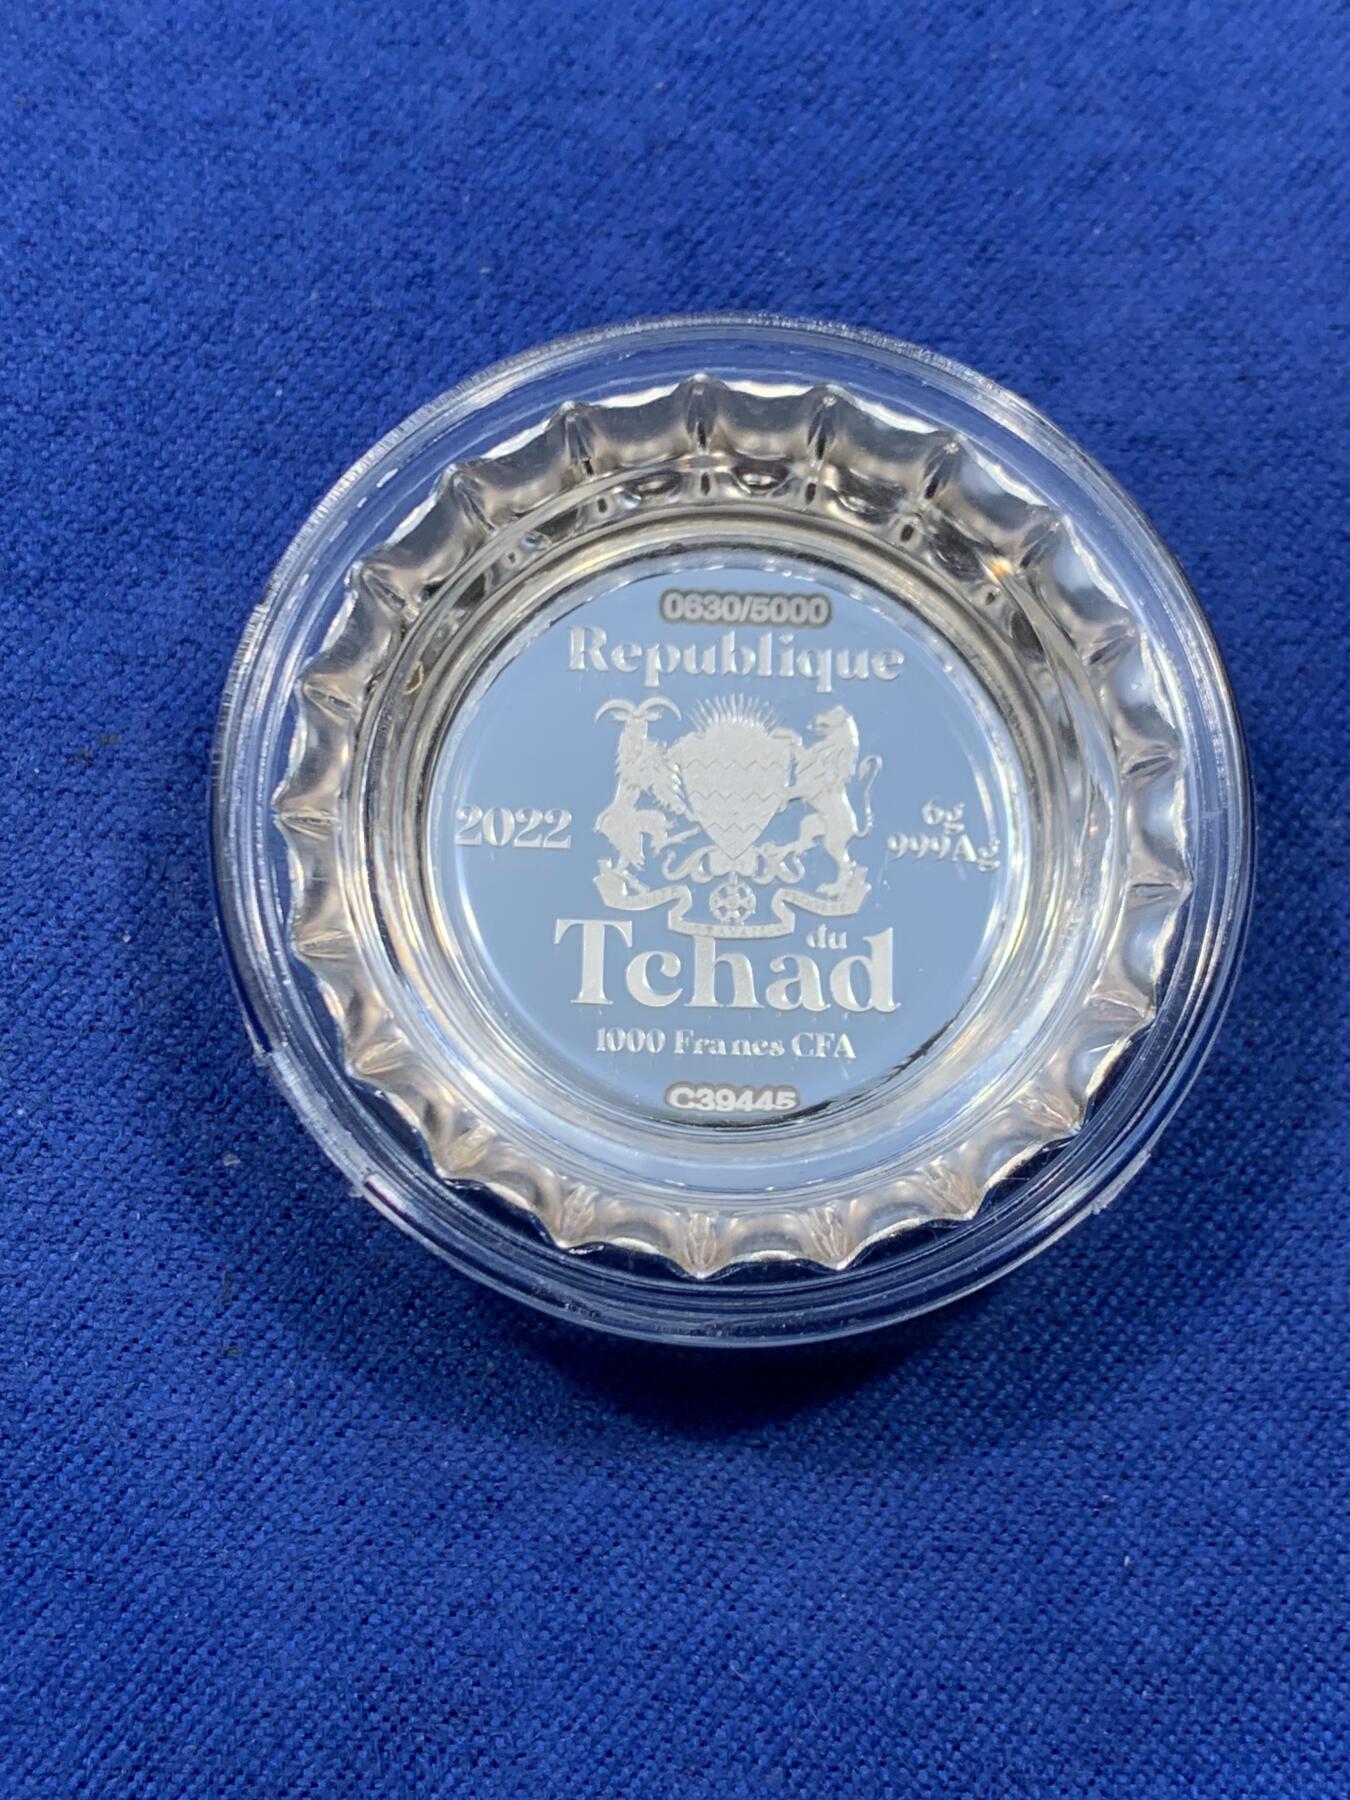 0630/5000
Republique
2022
6g
999Ag
du
Tchad
1000 Francs CFA
C39445